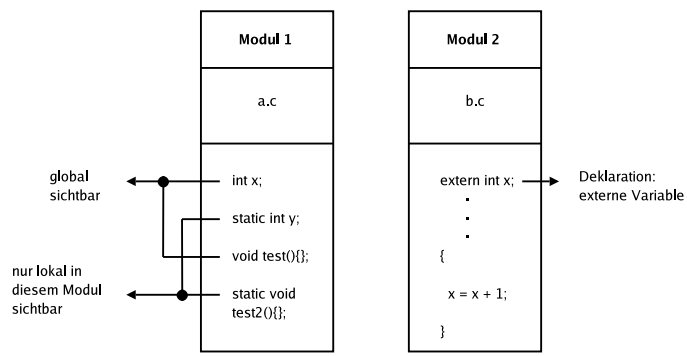 Modul 1
a.c
global
sichtbar
int x;
static int y;
void test(){};
nur lokal in
diesem Modul
sichtbar
static void
test2(){};
Modul 2
b.c
extern int x;
.
.
.
{
x = x + 1;
}
Deklaration:
externe Variable